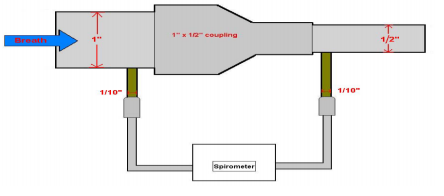 Breath
1"
1" x 1/2" coupling
1/2"
1/10"
1/10"
Spirometer